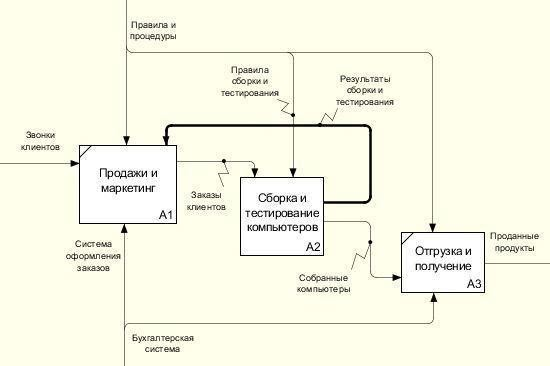 Правила и
процедуры
Правила
сборки и
тестирования
Результаты
сборки и
тестирования
Звонки
клиентов
Продажи и
маркетинг
A1
Заказы
клиентов
Сборка и
тестирование
компьютеров
A2
Система
оформления
заказов
Собранные
компьютеры
Отгрузка и
получение
A3
Проданные
продукты
Бухгалтерская
система